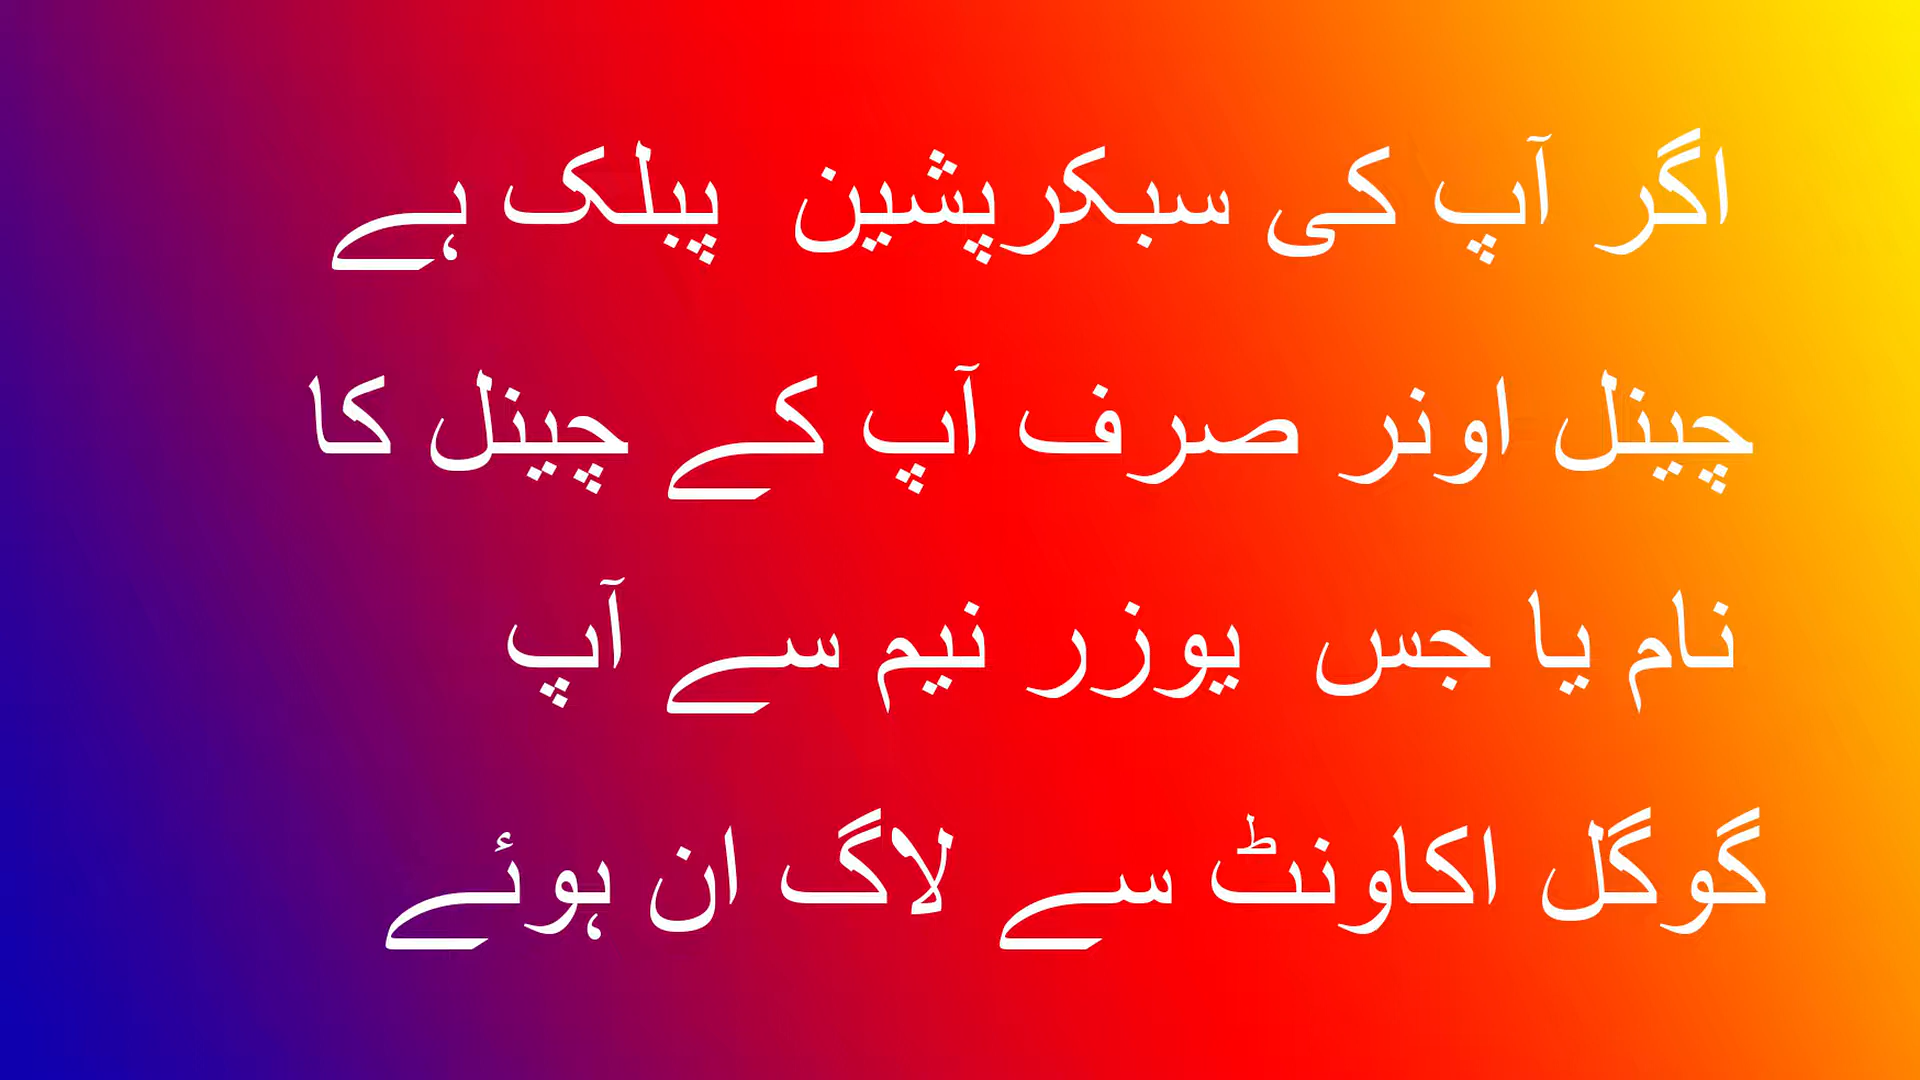 اگر آپ کی سبکرپشین پبلک ہے
چینل اونر صرف آپ کے چینل کا
نام یا جس یوزر نیم سے آپ
گوگل اکاونٹ سے لاگ ان ہوئے